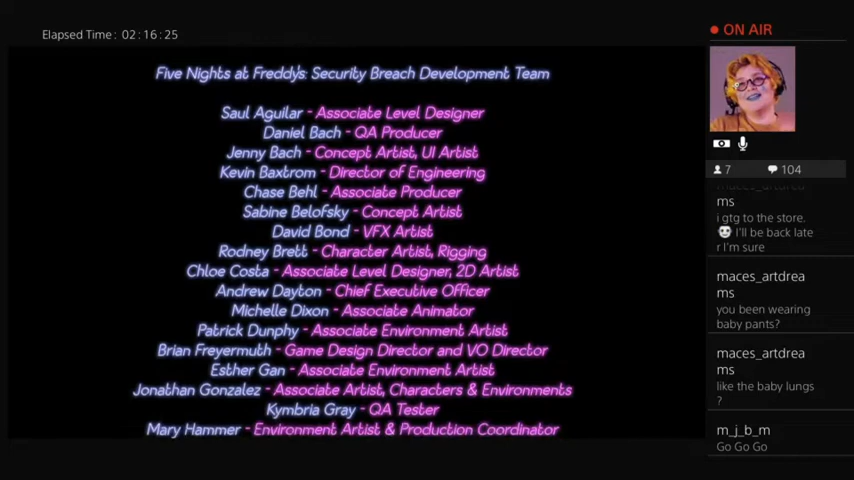 Elapsed Time: 02:16:25
ON AIR
Five Nights at Freddy's: Security Breach Development Team
Saul Aguilar - Associate Level Designer
Daniel Bach - QA Producer
Jenny Bach - Concept Artist, UI Artist
Kevin Baxtrom - Director of Engineering
Chase Behl - Associate Producer
Sabine Belofsky - Concept Artist
David Bond - VFX Artist
Rodney Brett - Character Artist, Rigging
Chloe Costa - Associate Level Designer, 2D Artist
Andrew Dayton - Chief Executive Officer
Michelle Dixon - Associate Animator
Patrick Dunphy - Associate Environment Artist
Brian Freyermuth - Game Design Director and VO Director
Esther Gan - Associate Environment Artist
Jonathan Gonzalez - Associate Artist, Characters & Environments
Kymbria Gray - QA Tester
Mary Hammer - Environment Artist & Production Coordinator
7 104
maces_artdrea
ms
i gtg to the store.
I'll be back late
r I'm sure
maces_artdrea
ms
you been wearing
baby pants?
maces_artdrea
ms
like the baby lungs
?
m_j_b_m
Go Go Go